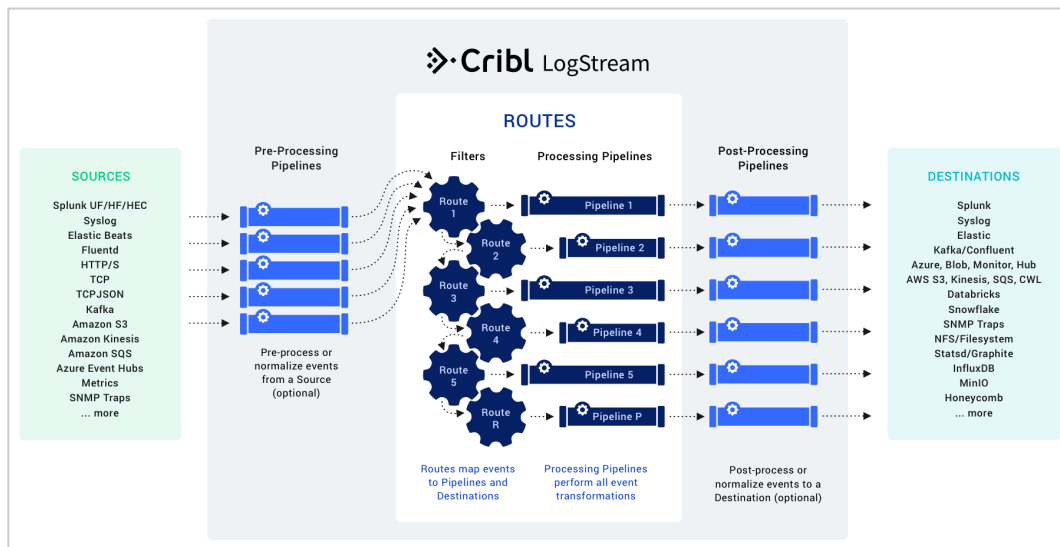 Cribl LogStream
ROUTES
Pre-Processing
Pipelines
Filters
Processing Pipelines
Post-Processing
Pipelines
SOURCES
Splunk UF/HF/HEC
Syslog
Elastic Beats
Fluentd
HTTP/S
TCP
TCPJSON
Kafka
Amazon S3
Amazon Kinesis
Amazon SQS
Azure Event Hubs
Metrics
SNMP Traps
... more
Pre-process or
normalize events
from a Source
(optional)
Route
1
Route
2
Route
3
Route
4
Route
5
Route
R
Pipeline 1
Pipeline 2
Pipeline 3
Pipeline 4
Pipeline 5
Pipeline P
Routes map events
to Pipelines and
Destinations
Processing Pipelines
perform all event
transformations
Post-process or
normalize events to a
Destination (optional)
DESTINATIONS
Splunk
Syslog
Elastic
Kafka/Confluent
Azure, Blob, Monitor, Hub
AWS S3, Kinesis, SQS, CWL
Databricks
Snowflake
SNMP Traps
NFS/Filesystem
Statsd/Graphite
InfluxDB
MinIO
Honeycomb
... more